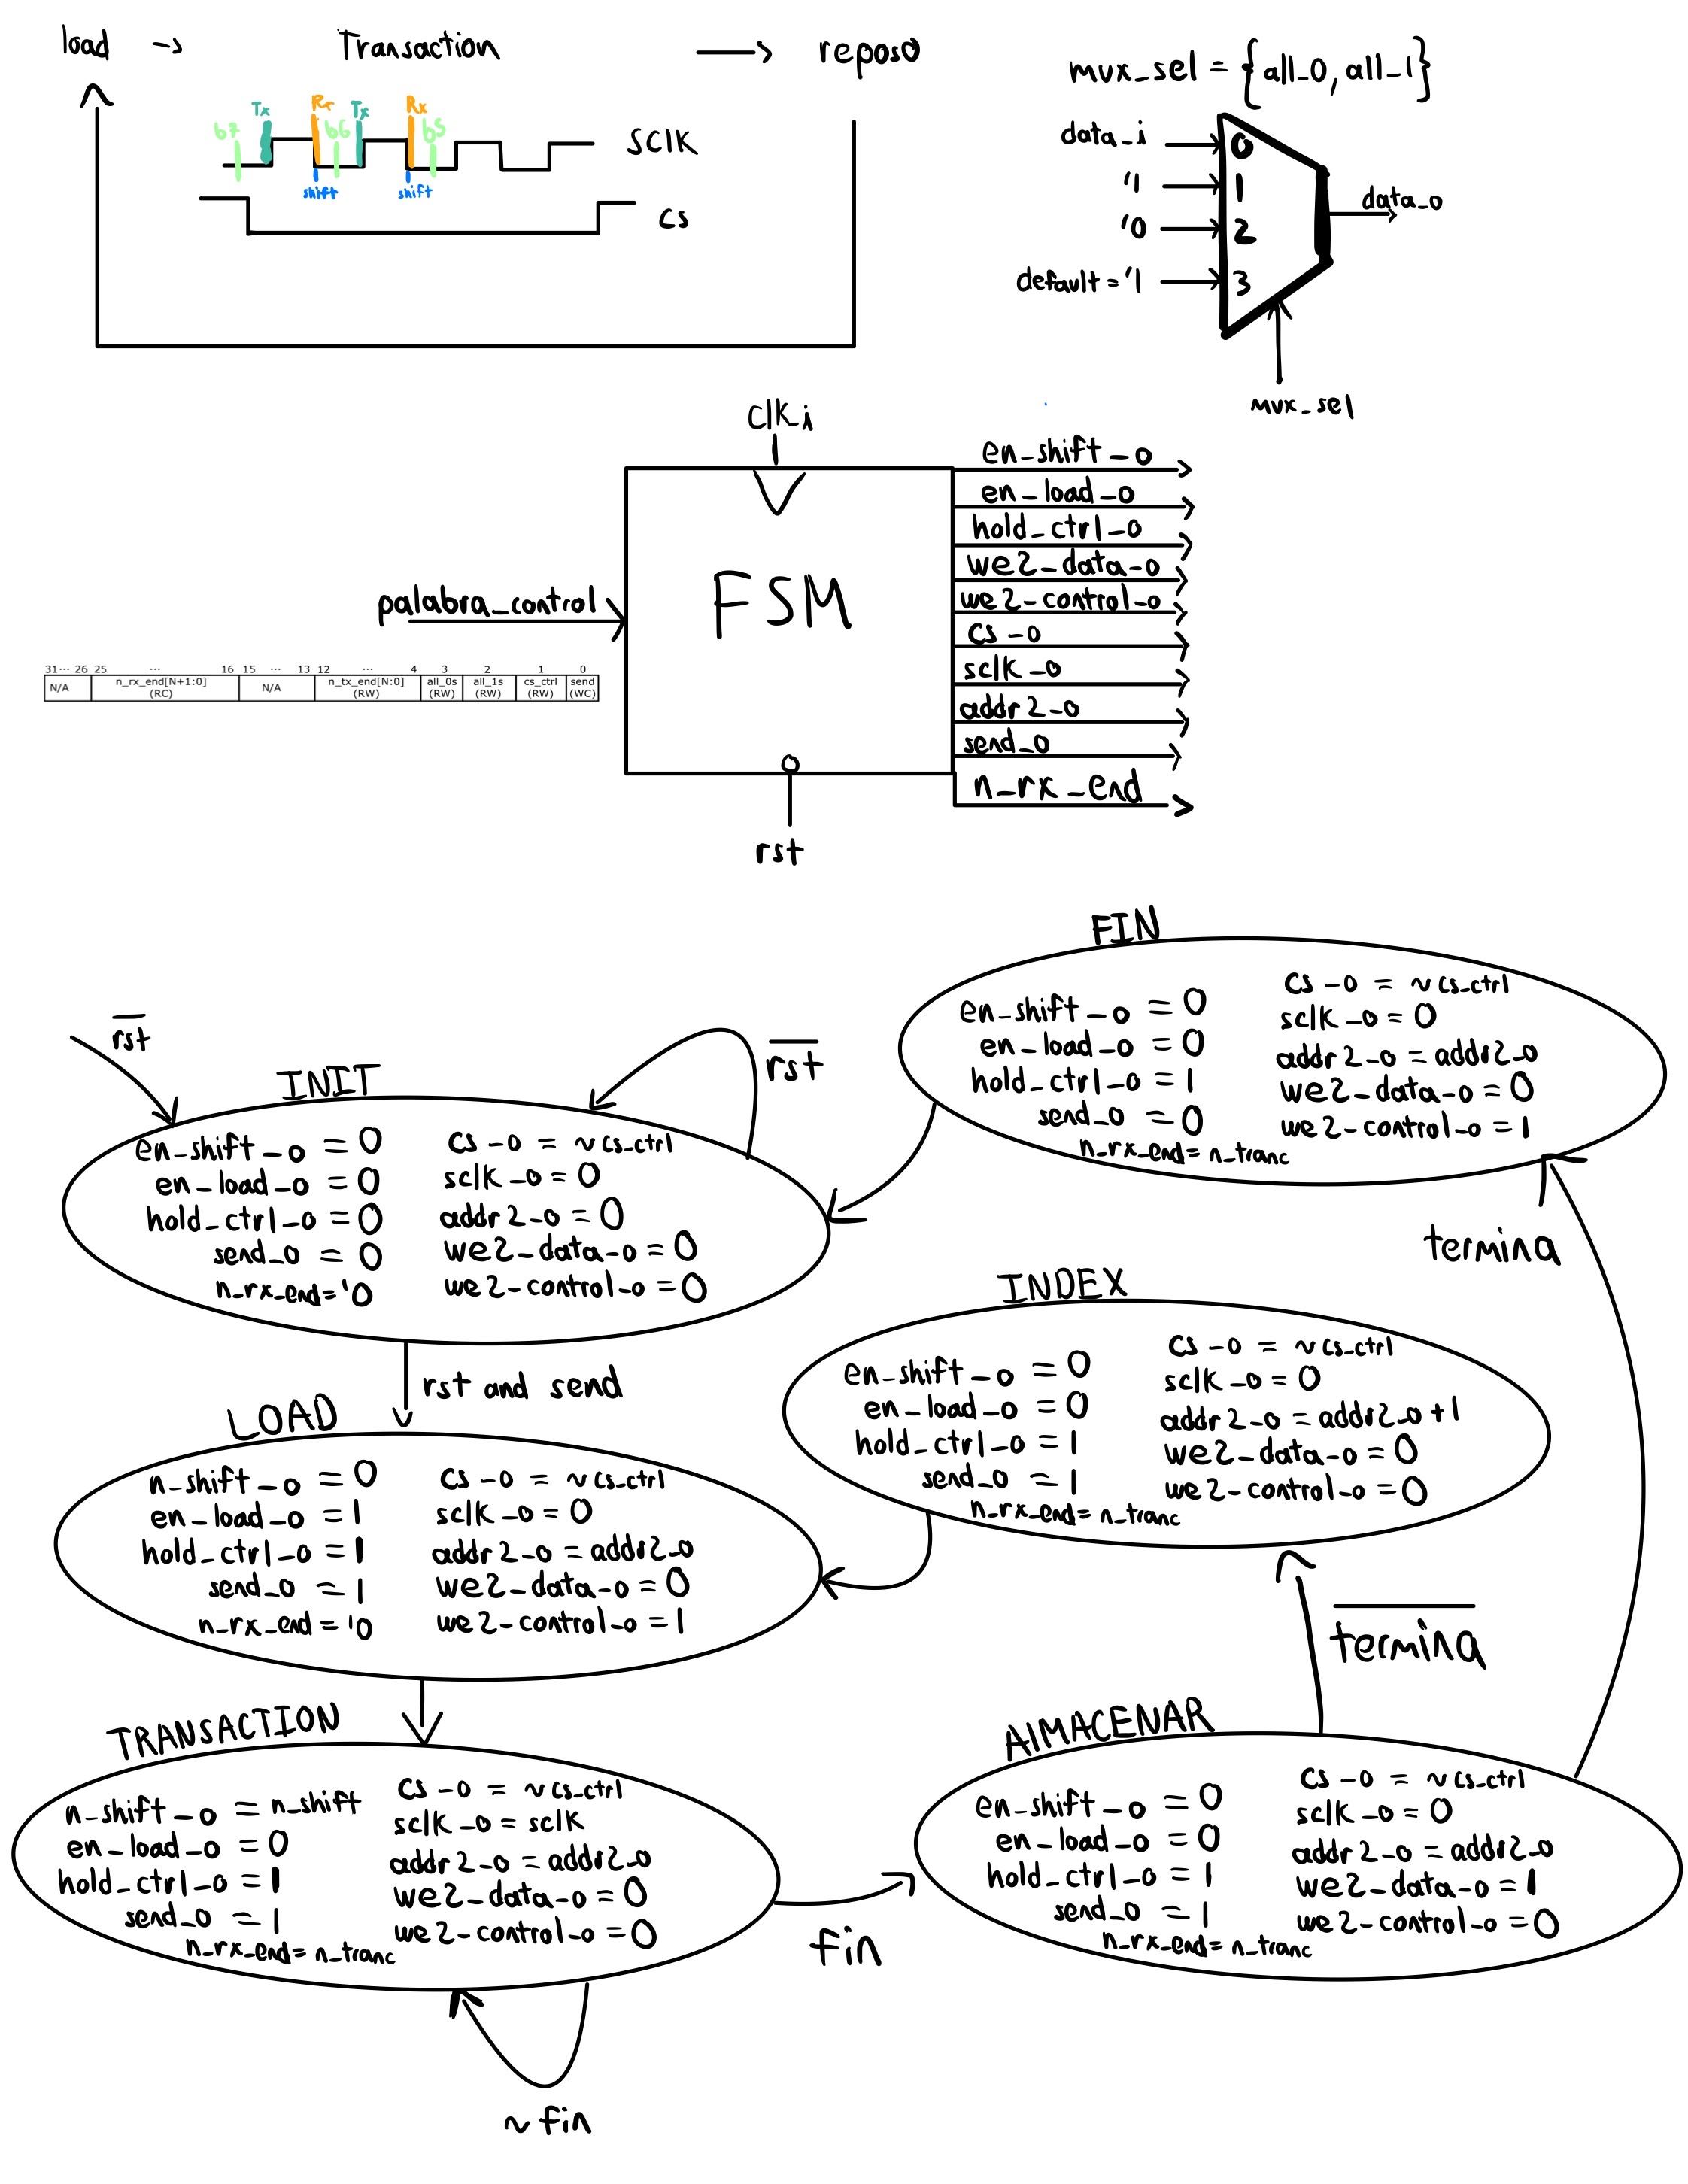 load -> Transaction → reposo
Tx Rx Tx Rx
b7 b6 b5
SClK
shift shift
cs
mux_sel = {all_0, all_1}
data_i 0
'1 1
'0 2
default = '1 3
data_o
mux_sel
clk i
FSM
palabra_control
rst
en_shift_o
en_load_o
hold_ctrl_o
we2_data_o
we2_control_o
cs_o
sclk_o
addr2_o
send_o
n_rx_end
31··· 26 25 ··· 16 15 ··· 13 12 ··· 4 3 2 1 0
N/A n_rx_end[N+1:0] N/A n_tx_end[N:0] all_0s all_1s cs_ctrl send
(RC) (RW) (RW) (RW) (RW) (WC)
FIN
en_shift_o = 0
en_load_o = 0
hold_ctrl_o = 1
send_o = 0
n_rx_end = n_tranc
cs_o = ~cs_ctrl
sclk_o = 0
addr2_o = addr2_o
we2_data_o = 0
we2_control_o = 1
rst
rst
INIT
en_shift_o = 0
en_load_o = 0
hold_ctrl_o = 0
send_o = 0
n_rx_end = '0
cs_o = ~cs_ctrl
sclk_o = 0
addr2_o = 0
we2_data_o = 0
we2_control_o = 0
termina
rst and send
INDEX
en_shift_o = 0
en_load_o = 0
hold_ctrl_o = 1
send_o = 1
n_rx_end = n_tranc
cs_o = ~cs_ctrl
sclk_o = 0
addr2_o = addr2_o+1
we2_data_o = 0
we2_control_o = 0
LOAD
n_shift_o = 0
en_load_o = 1
hold_ctrl_o = 1
send_o = 1
n_rx_end = '0
cs_o = ~cs_ctrl
sclk_o = 0
addr2_o = addr2_o
we2_data_o = 0
we2_control_o = 1
termina
TRANSACTION
n_shift_o = n_shift
en_load_o = 0
hold_ctrl_o = 1
send_o = 1
n_rx_end = n_tranc
cs_o = ~cs_ctrl
sclk_o = sclk
addr2_o = addr2_o
we2_data_o = 0
we2_control_o = 0
fin
~fin
AlMACENAR
en_shift_o = 0
en_load_o = 0
hold_ctrl_o = 1
send_o = 1
n_rx_end = n_tranc
cs_o = ~cs_ctrl
sclk_o = 0
addr2_o = addr2_o
we2_data_o = 1
we2_control_o = 0